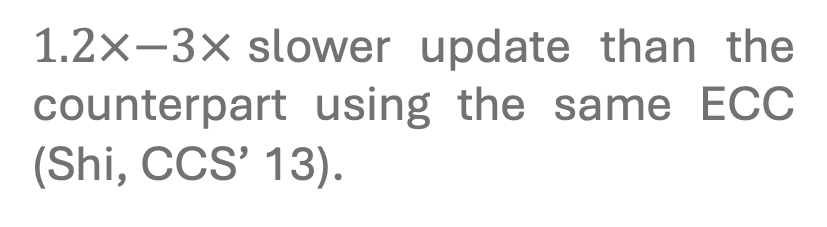 1.2×−3× slower update than the
counterpart using the same ECC
(Shi, CCS’ 13).